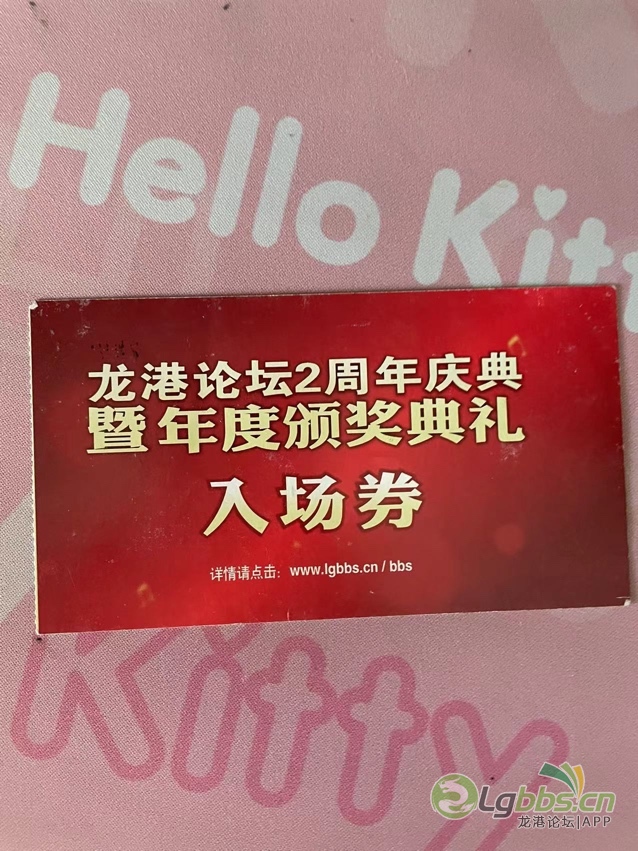 Hello Kitty
龙港论坛2周年庆典
暨年度颁奖典礼
入场券
详情请点击：www.lgbbs.cn / bbs
Kitty
Lgbbs.cn
龙港论坛|APP